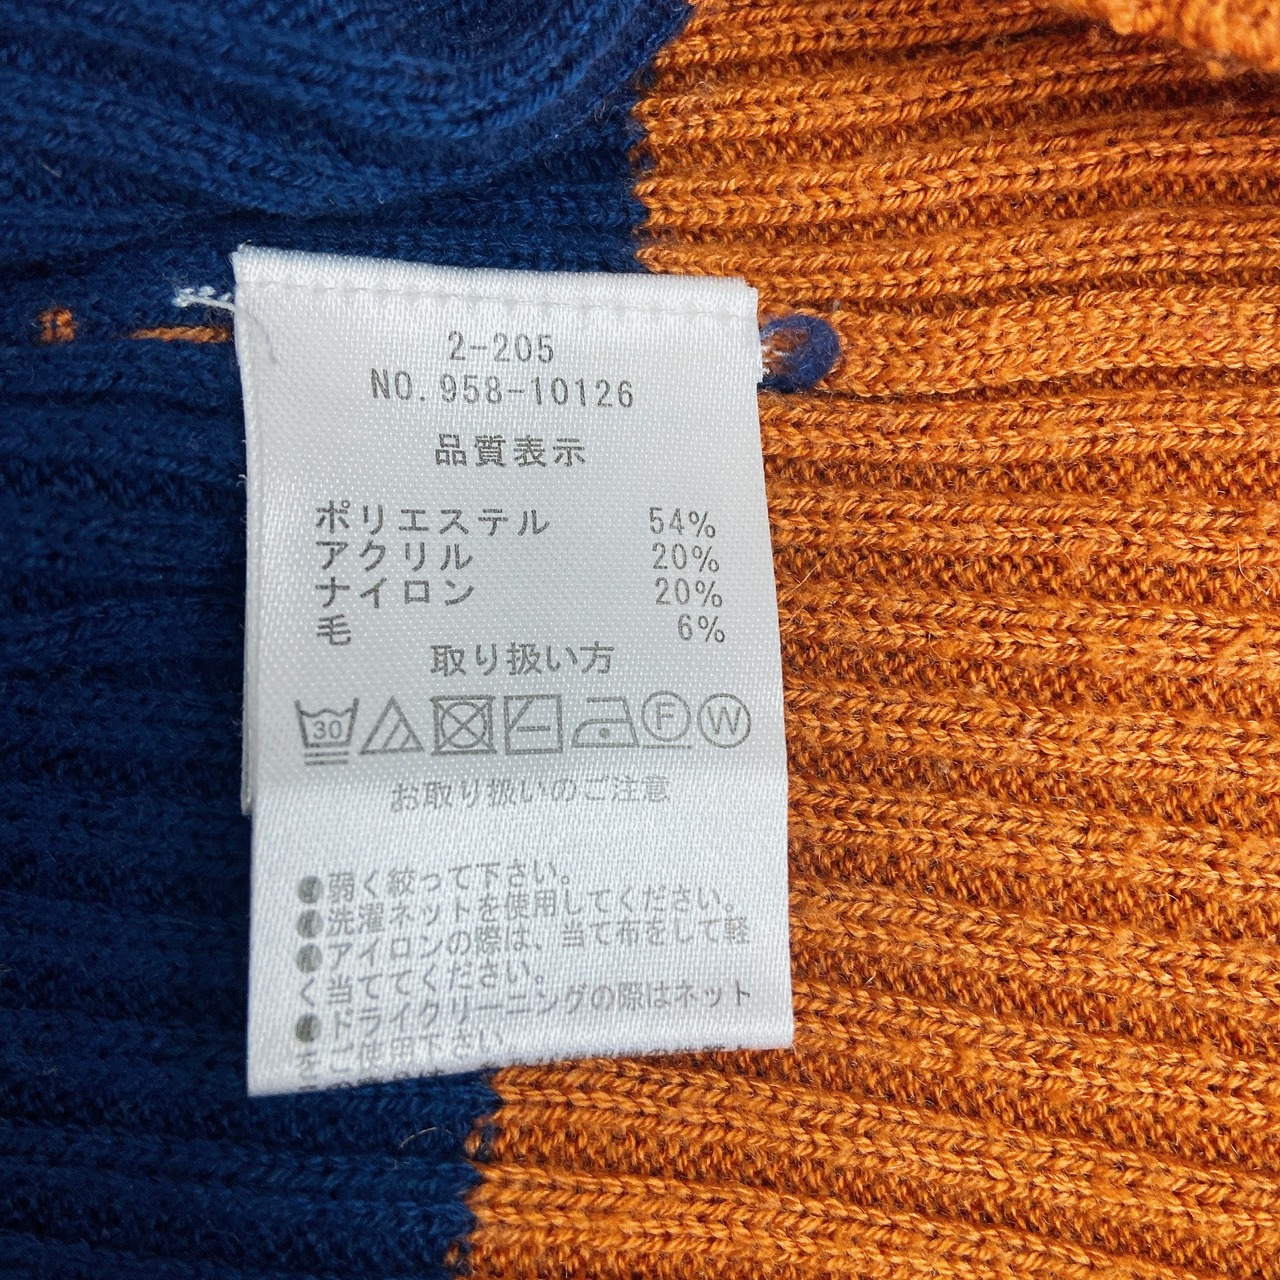 2-205
NO.958-10126
品質表示
ポリエステル 54%
アクリル 20%
ナイロン 20%
毛 6%
取り扱い方
30 F W
お取り扱いのご注意
●弱く絞って下さい。
●洗濯ネットを使用してください。
●アイロンの際は、当て布をして軽
く当ててください。
●ドライクリーニングの際はネット
をご使用下さい